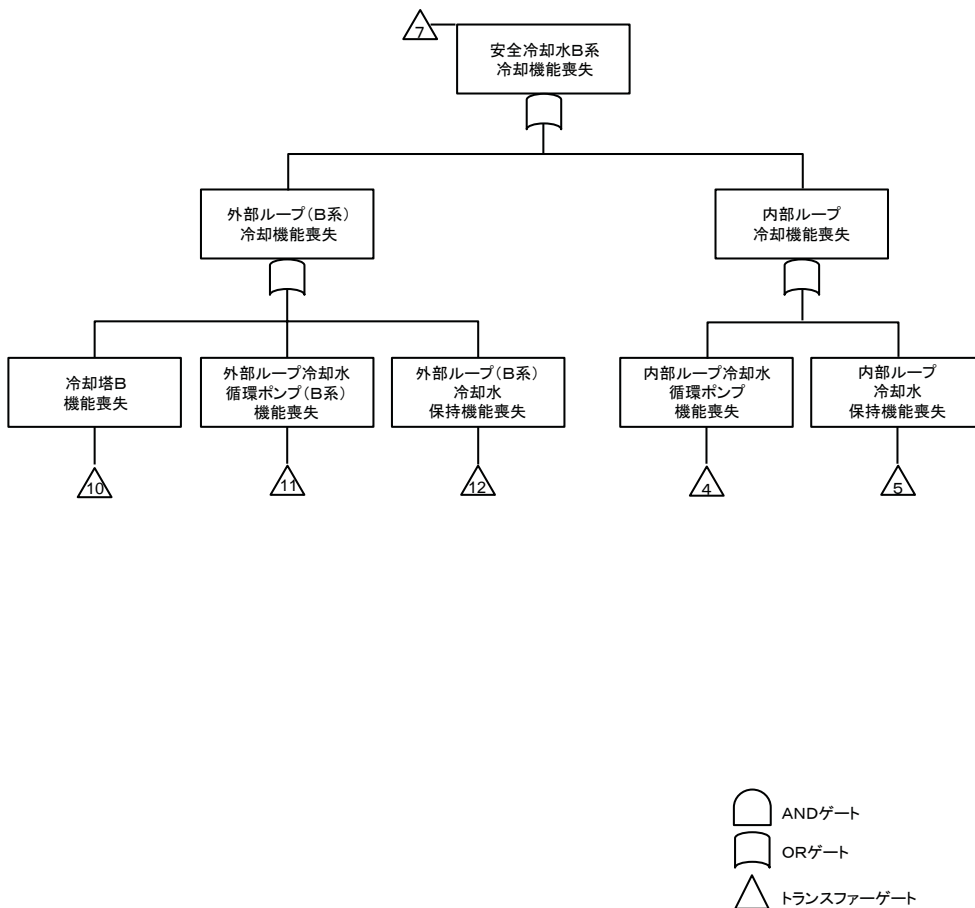 7
安全冷却水B系
冷却機能喪失
外部ループ(B系)
冷却機能喪失
内部ループ
冷却機能喪失
冷却塔B
機能喪失
外部ループ冷却水
循環ポンプ(B系)
機能喪失
外部ループ(B系)
冷却水
保持機能喪失
内部ループ冷却水
循環ポンプ
機能喪失
内部ループ
冷却水
保持機能喪失
10
11
12
4
5
ANDゲート
ORゲート
トランスファーゲート